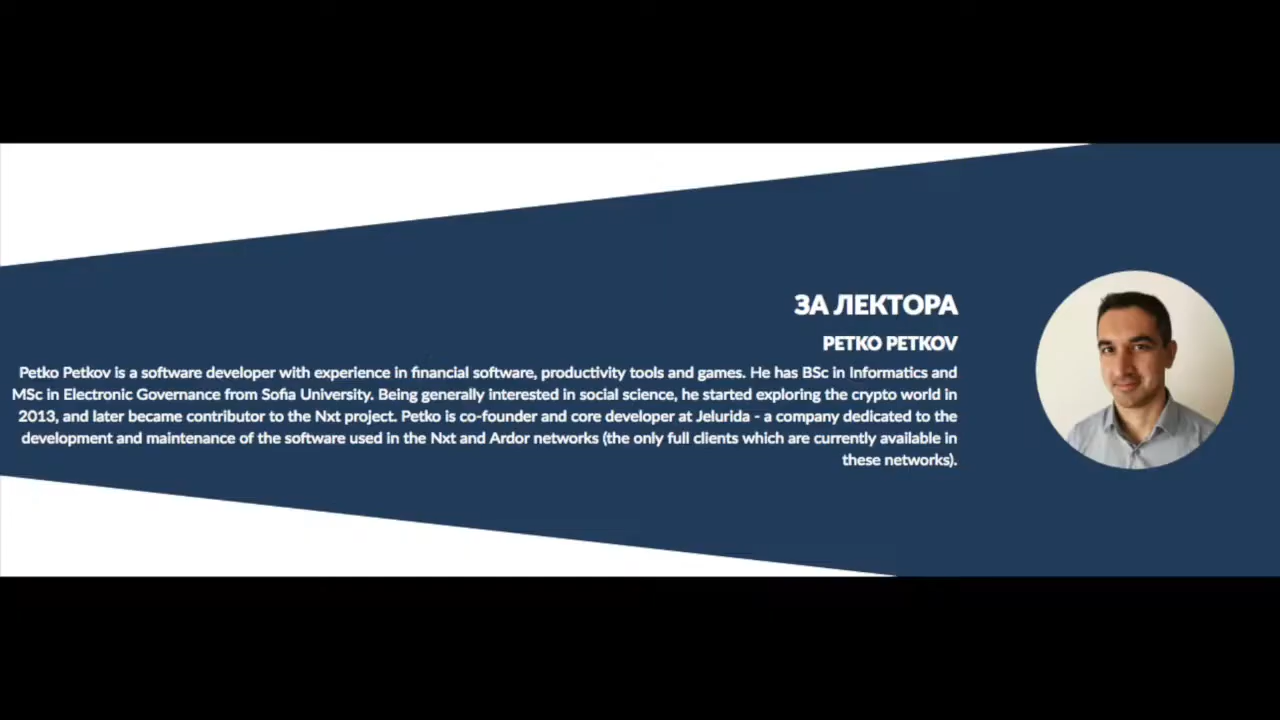 ЗА ЛЕКТОРА
PETKO PETKOV
Petko Petkov is a software developer with experience in financial software, productivity tools and games. He has BSc in Informatics and
MSc in Electronic Governance from Sofia University. Being generally interested in social science, he started exploring the crypto world in
2013, and later became contributor to the Nxt project. Petko is co-founder and core developer at Jelurida - a company dedicated to the
development and maintenance of the software used in the Nxt and Ardor networks (the only full clients which are currently available in
these networks).